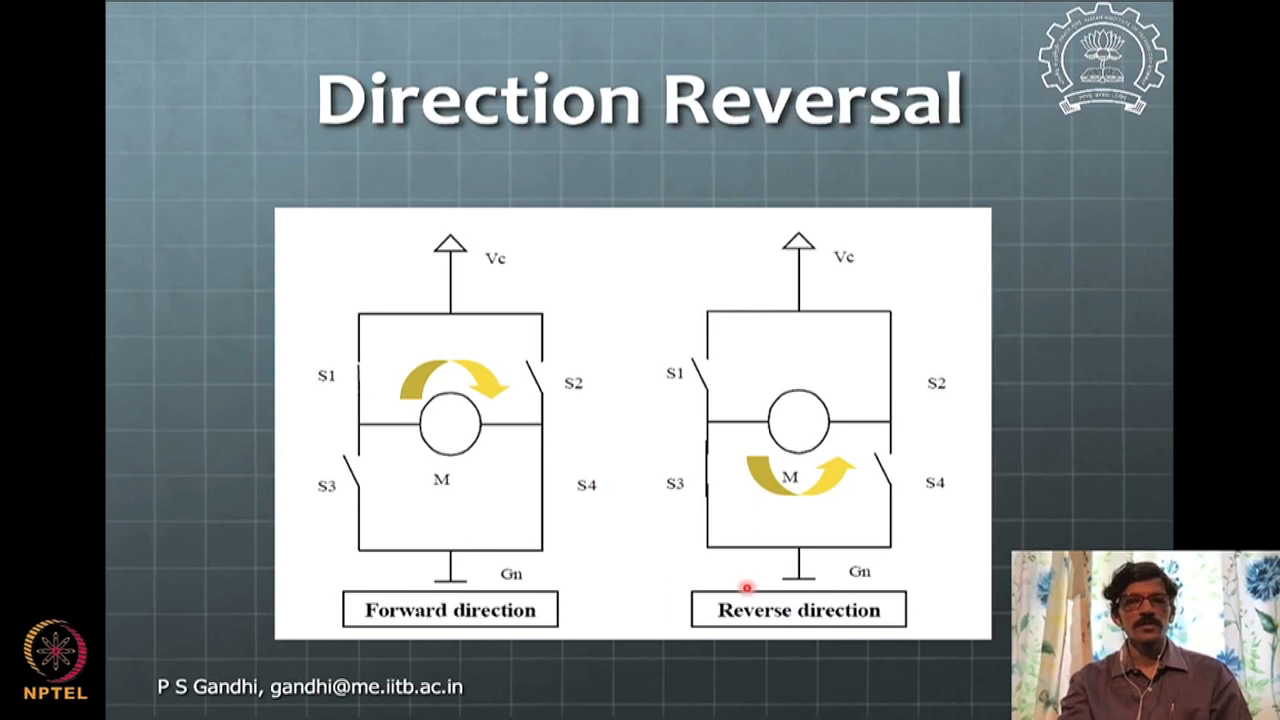 Direction Reversal
Vc
S1
S2
S3
M
S4
Gn
Forward direction
Vc
S1
S2
S3
M
S4
Gn
Reverse direction
P S Gandhi, gandhi@me.iitb.ac.in
NPTEL